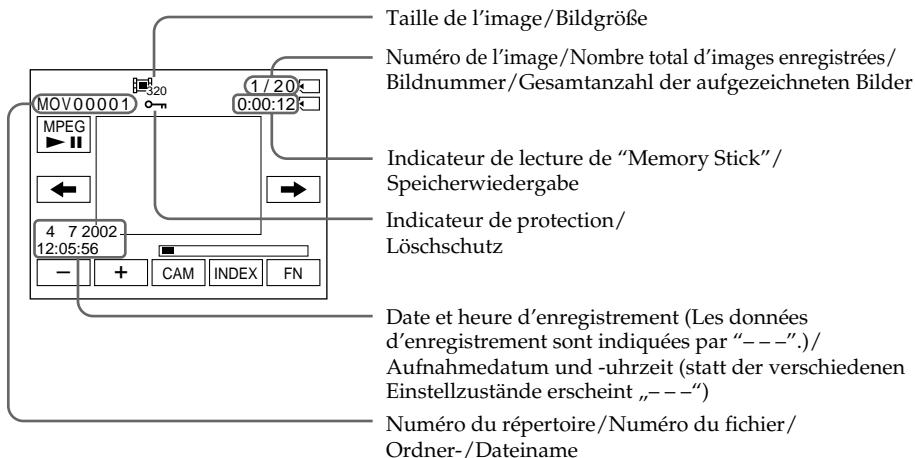 Taille de l'image/Bildgröße
Numéro de l'image/Nombre total d'images enregistrées/
Bildnummer/Gesamtanzahl der aufgezeichneten Bilder
320
1 / 20
MOV00001
0:00:12
MPEG
Indicateur de lecture de “Memory Stick”/
Speicherwiedergabe
Indicateur de protection/
Löschschutz
4 7 2002
12:05:56
– + CAM INDEX FN
Date et heure d'enregistrement (Les données
d'enregistrement sont indiquées par “– – –”.)/
Aufnahmedatum und -uhrzeit (statt der verschiedenen
Einstellzustände erscheint „– – –“)
Numéro du répertoire/Numéro du fichier/
Ordner-/Dateiname